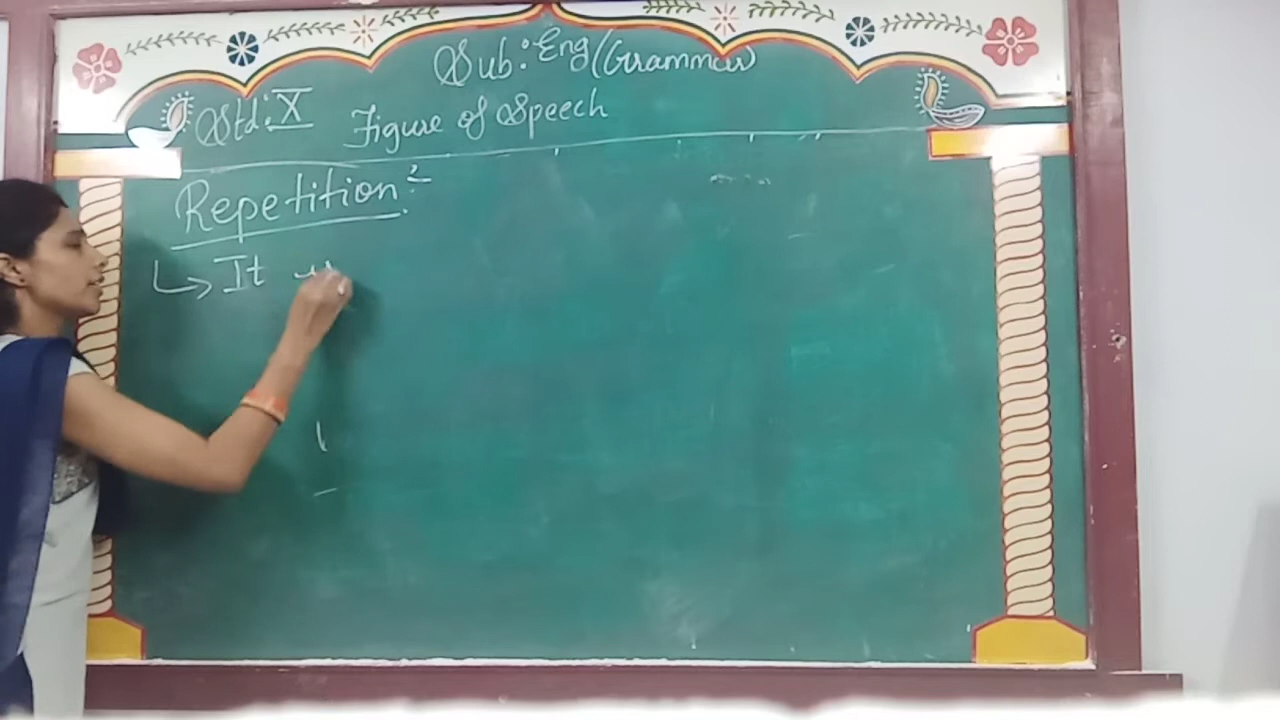 Sub: Eng (Grammar)
Std: X Figure of Speech
Repetition:
It